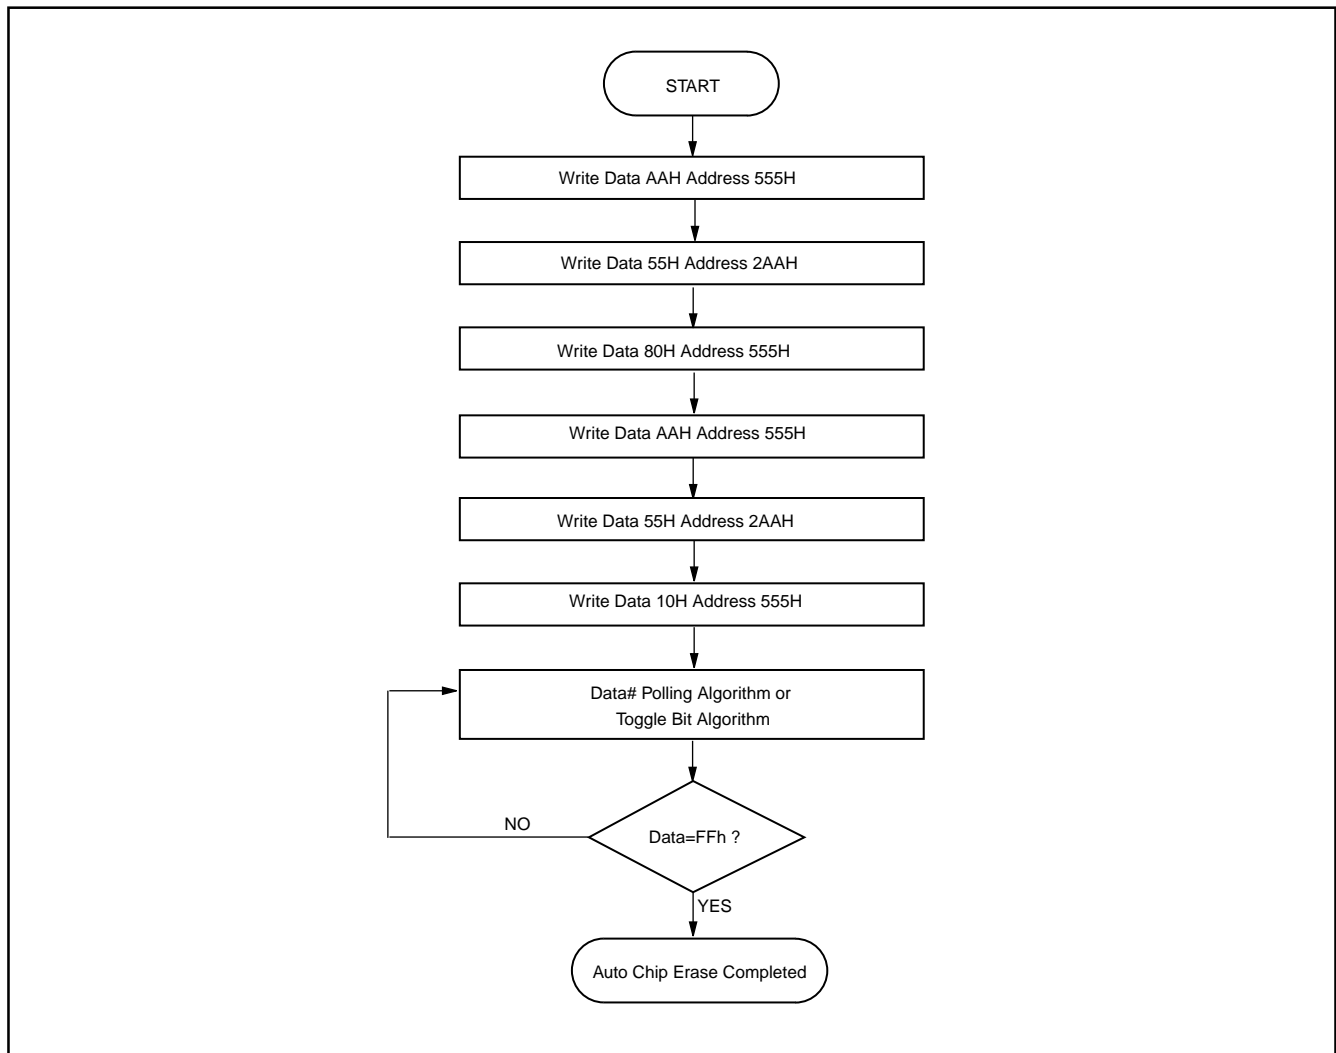 START
Write Data AAH Address 555H
Write Data 55H Address 2AAH
Write Data 80H Address 555H
Write Data AAH Address 555H
Write Data 55H Address 2AAH
Write Data 10H Address 555H
Data# Polling Algorithm or
Toggle Bit Algorithm
Data=FFh ?
NO
YES
Auto Chip Erase Completed